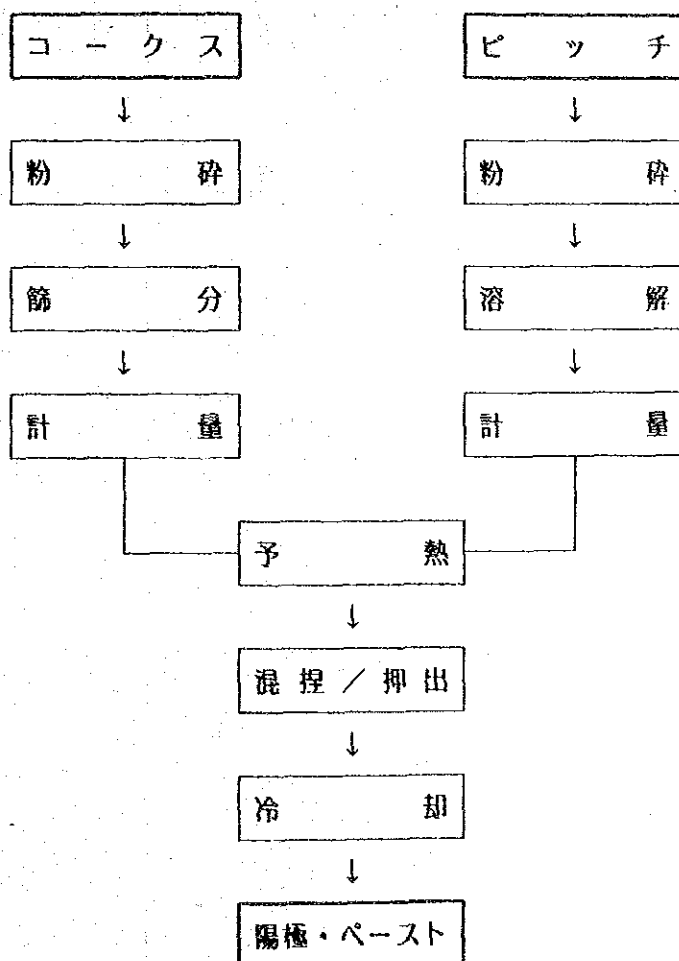 コークス
ピッチ
↓
↓
粉砕
粉砕
↓
↓
篩分
溶解
↓
↓
計量
計量
予熱
↓
混捏／押出
↓
冷却
↓
陽極・ペースト